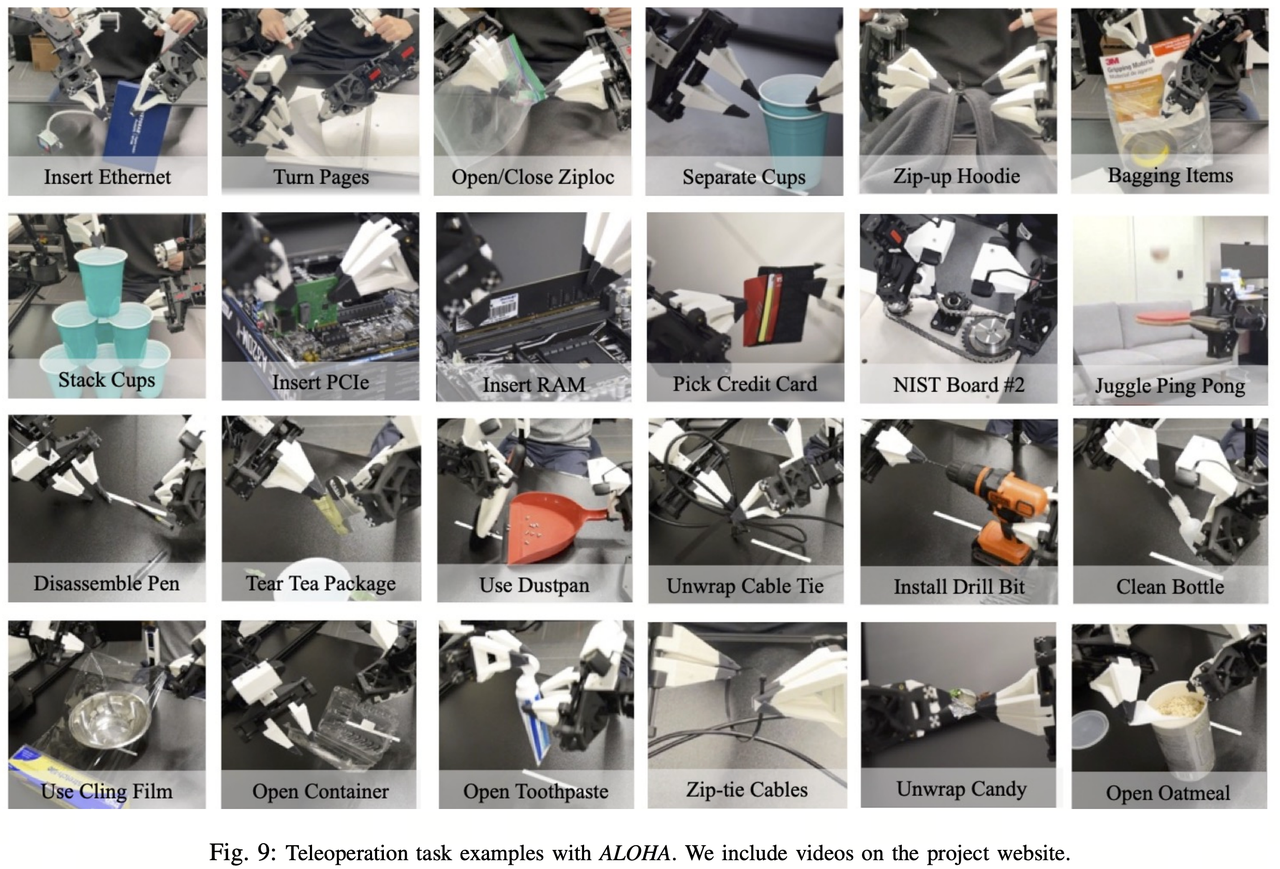 3M
Gripping Material
Insert Ethernet
Turn Pages
Open/Close Ziploc
Separate Cups
Zip-up Hoodie
Bagging Items
Stack Cups
Insert PCIe
Insert RAM
Pick Credit Card
NIST Board #2
Juggle Ping Pong
Disassemble Pen
Tear Tea Package
Use Dustpan
Unwrap Cable Tie
Install Drill Bit
Clean Bottle
Use Cling Film
Open Container
Open Toothpaste
Zip-tie Cables
Unwrap Candy
Open Oatmeal
Fig. 9: Teleoperation task examples with ALOHA. We include videos on the project website.